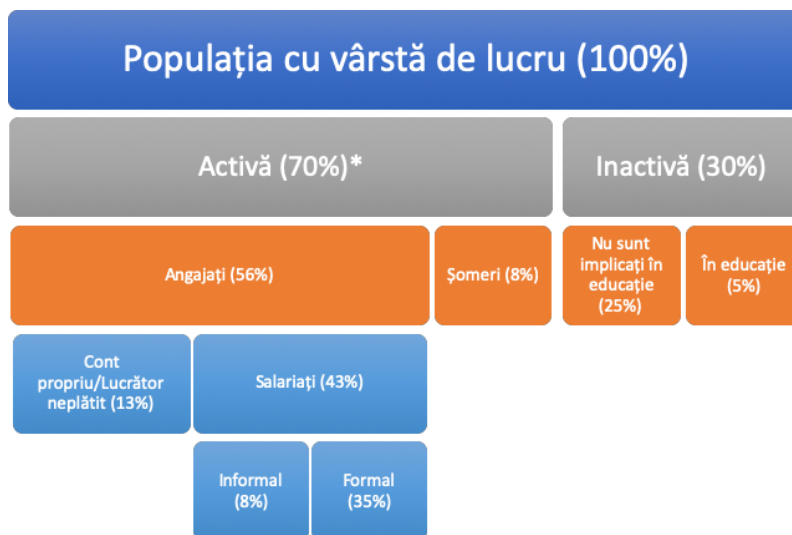 Populația cu vârstă de lucru (100%)
Activă (70%)*
Inactivă (30%)
Angajați (56%)
Șomeri (8%)
Nu sunt
implicați în
educație
(25%)
În educație
(5%)
Cont
propriu/Lucrător
neplătit (13%)
Salariați (43%)
Informal
(8%)
Formal
(35%)